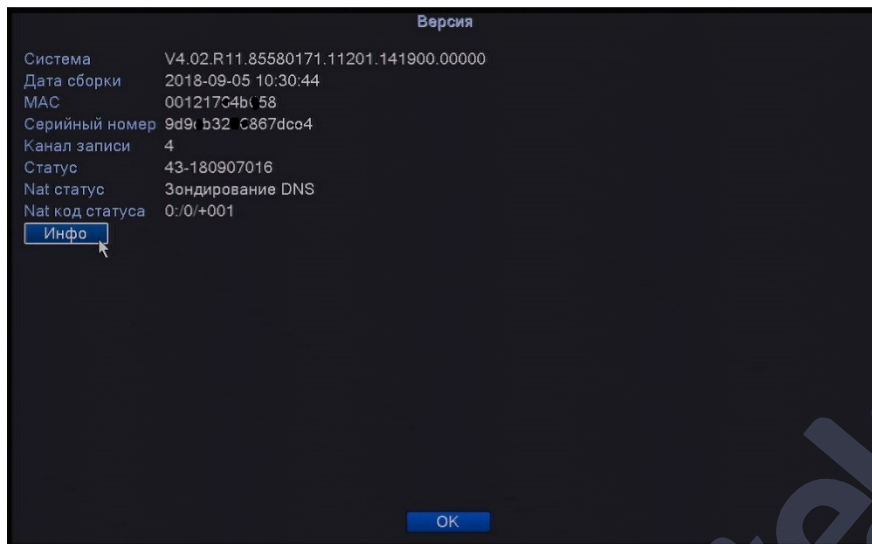 Версия
Система V4.02.R11.85580171.11201.141900.00000
Дата сборки 2018-09-05 10:30:44
MAC
Серийный номер
Канал записи 4
Статус 43-180907016
Nat статус Зондирование DNS
Nat код статуса 0:/0/+001
Инфо
OK